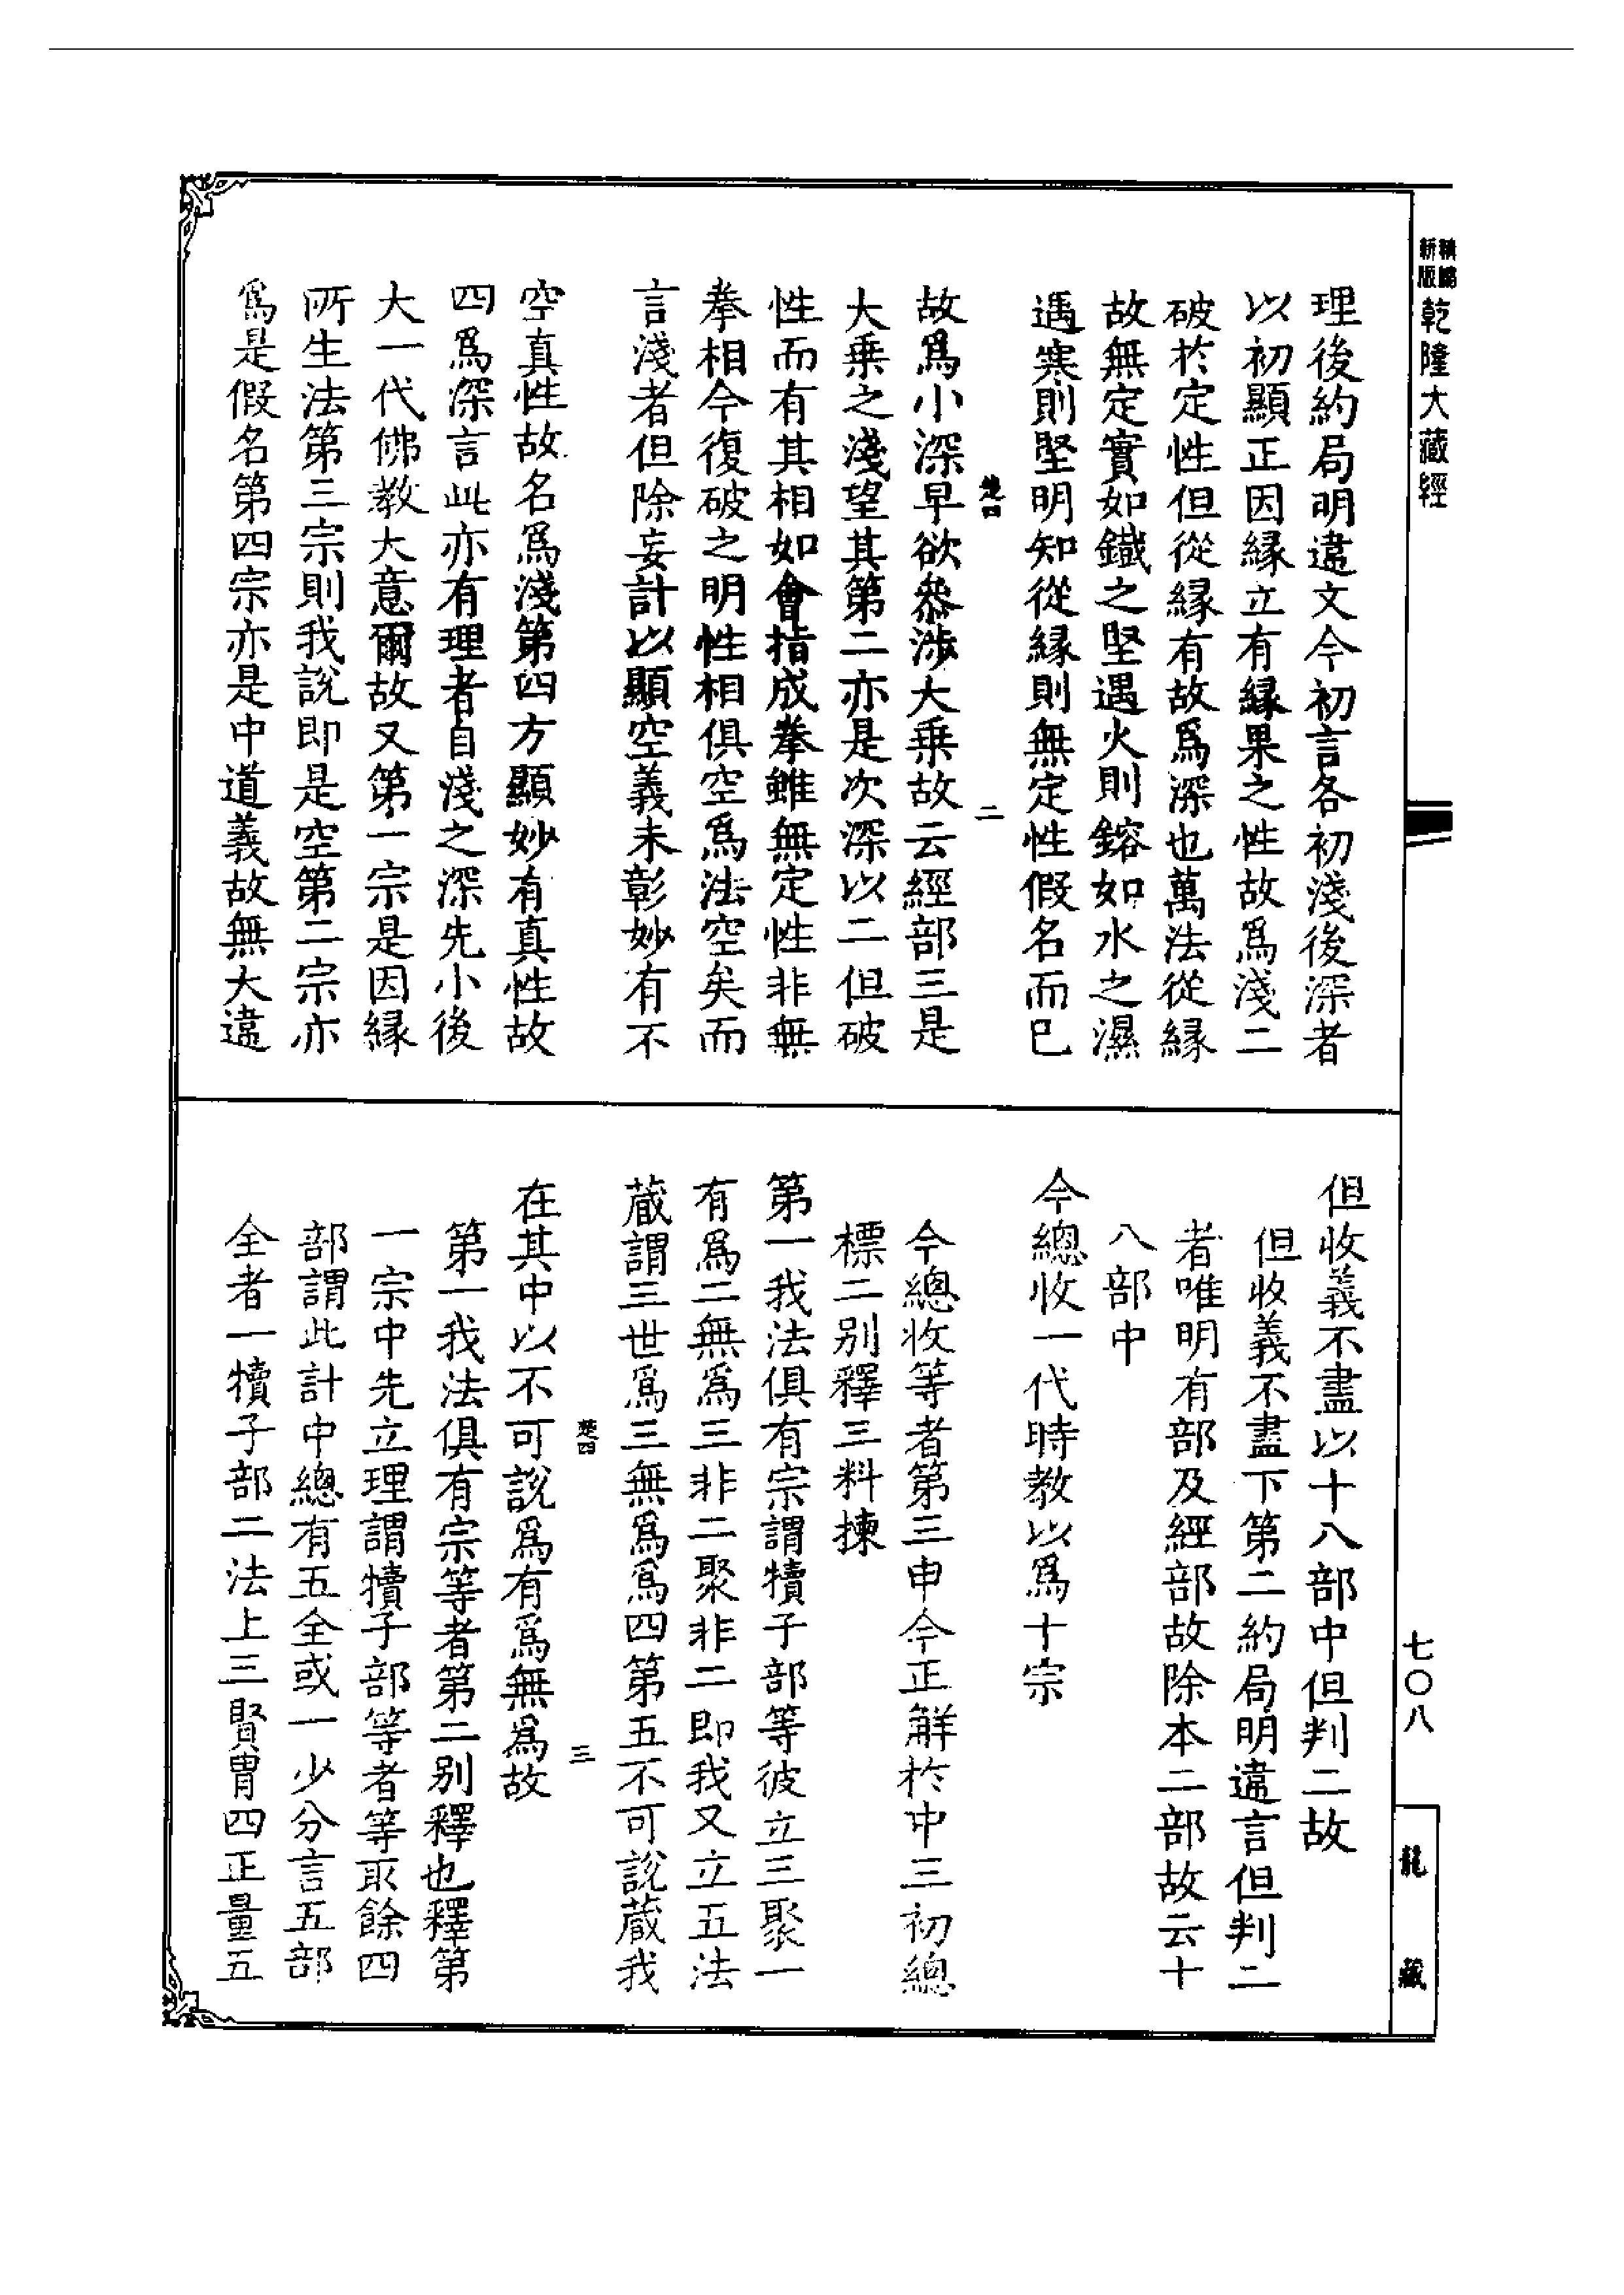 新版 精編
乾隆大藏經
理後約局明違文今初言各初淺後深者
以初顯正因緣立有緣果之性故爲淺二
破於定性但從緣有故爲深也萬法從緣
故無定實如鐵之堅遇火則鎔如水之濕
遇寒則堅明知從緣則無定性假名而已
楚四 二
故爲小深早欲叅涉大乗故云經部三是
大乗之淺望其第二亦是次深以二但破
性而有其相如會指成拳雖無定性非無
拳相今復破之明性相俱空爲法空矣而
言淺者但除妄計以顯空義未彰妙有不
空真性故名爲淺第四方顯妙有真性故
四爲深言此亦有理者自淺之深先小後
大一代佛教大意爾故又第一宗是因緣
所生法第三宗則我說即是空第二宗亦
爲是假名第四宗亦是中道義故無大違
但收義不盡以十八部中但判二故
但收義不盡下第二約局明違言但判二
者唯明有部及經部故除本二部故云十
八部中
今總收一代時教以爲十宗
今總收等者第三申今正解於中三初總
標二别釋三料揀
第一我法俱有宗謂犢子部等彼立三聚一
有爲二無爲三非二聚非二即我又立五法
蔵謂三世爲三無爲爲四第五不可說蔵我
楚四 三
在其中以不可說爲有爲無爲故
第一我法俱有宗等者第二别釋也釋第
一宗中先立理謂犢子部等者等取餘四
部謂此計中總有五全或一少分言五部
全者一犢子部二法上三賢胄四正量五
七〇八
龍藏